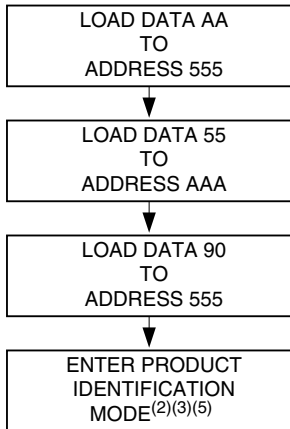 LOAD DATA AA
TO
ADDRESS 555
LOAD DATA 55
TO
ADDRESS AAA
LOAD DATA 90
TO
ADDRESS 555
ENTER PRODUCT
IDENTIFICATION
MODE(2)(3)(5)